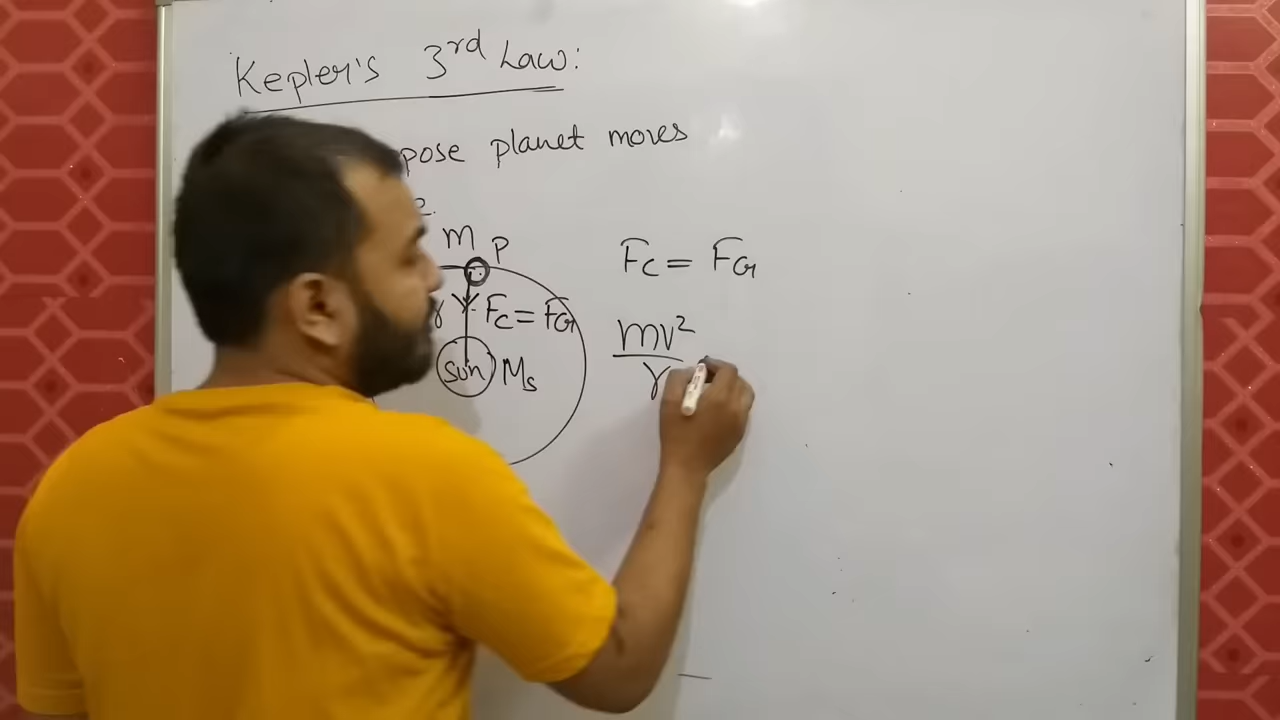 Kepler's 3rd Law:
pose planet moves
m P
Fc = FG
r Fc = FG
mv²
r
Sun Ms